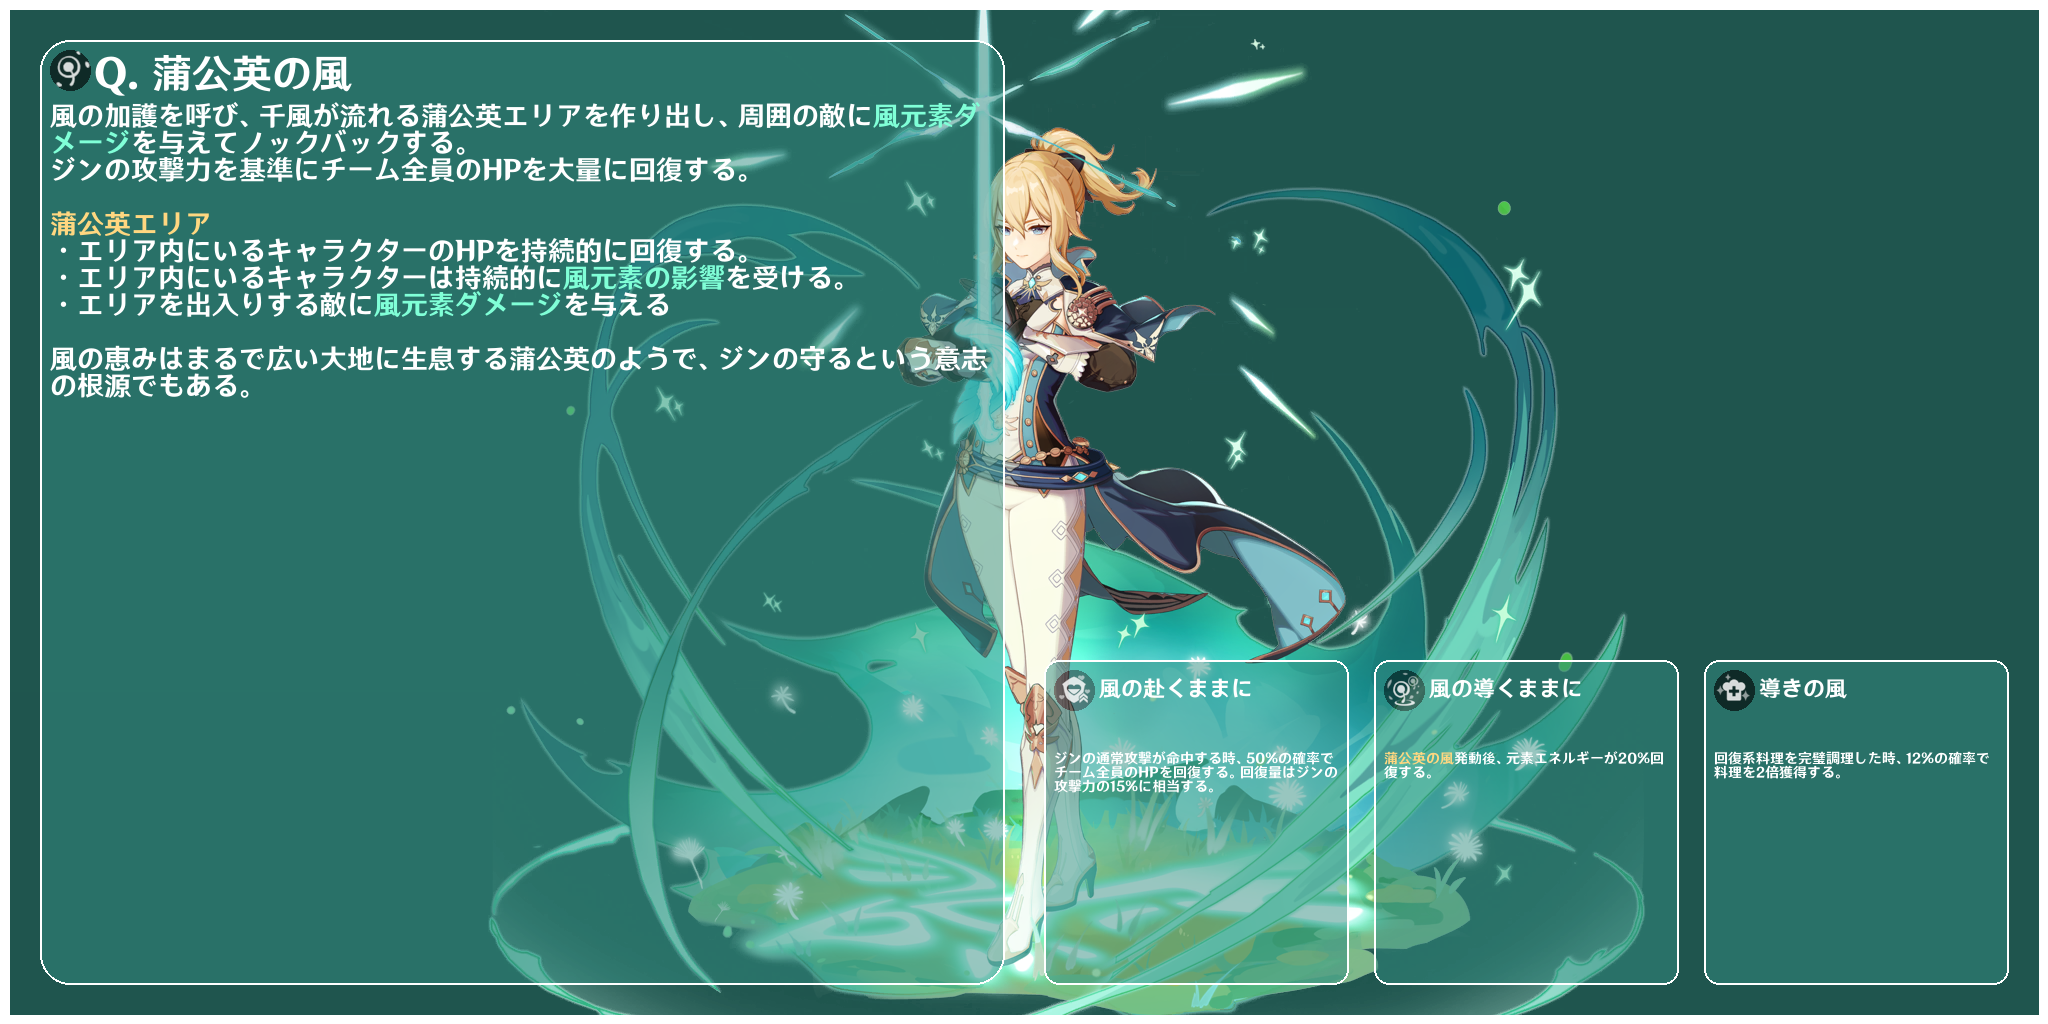 Q. 蒲公英の風
風の加護を呼び、千風が流れる蒲公英エリアを作り出し、周囲の敵に風元素ダ
メージを与えてノックバックする。
ジンの攻撃力を基準にチーム全員のHPを大量に回復する。
蒲公英エリア
・エリア内にいるキャラクターのHPを持続的に回復する。
・エリア内にいるキャラクターは持続的に風元素の影響を受ける。
・エリアを出入りする敵に風元素ダメージを与える
風の恵みはまるで広い大地に生息する蒲公英のようで、ジンの守るという意志
の根源でもある。
風の赴くままに
ジンの通常攻撃が命中する時、50%の確率で
チーム全員のHPを回復する。回復量はジンの
攻撃力の15%に相当する。
風の導くままに
蒲公英の風発動後、元素エネルギーが20%回
復する。
導きの風
回復系料理を完璧調理した時、12%の確率で
料理を2倍獲得する。